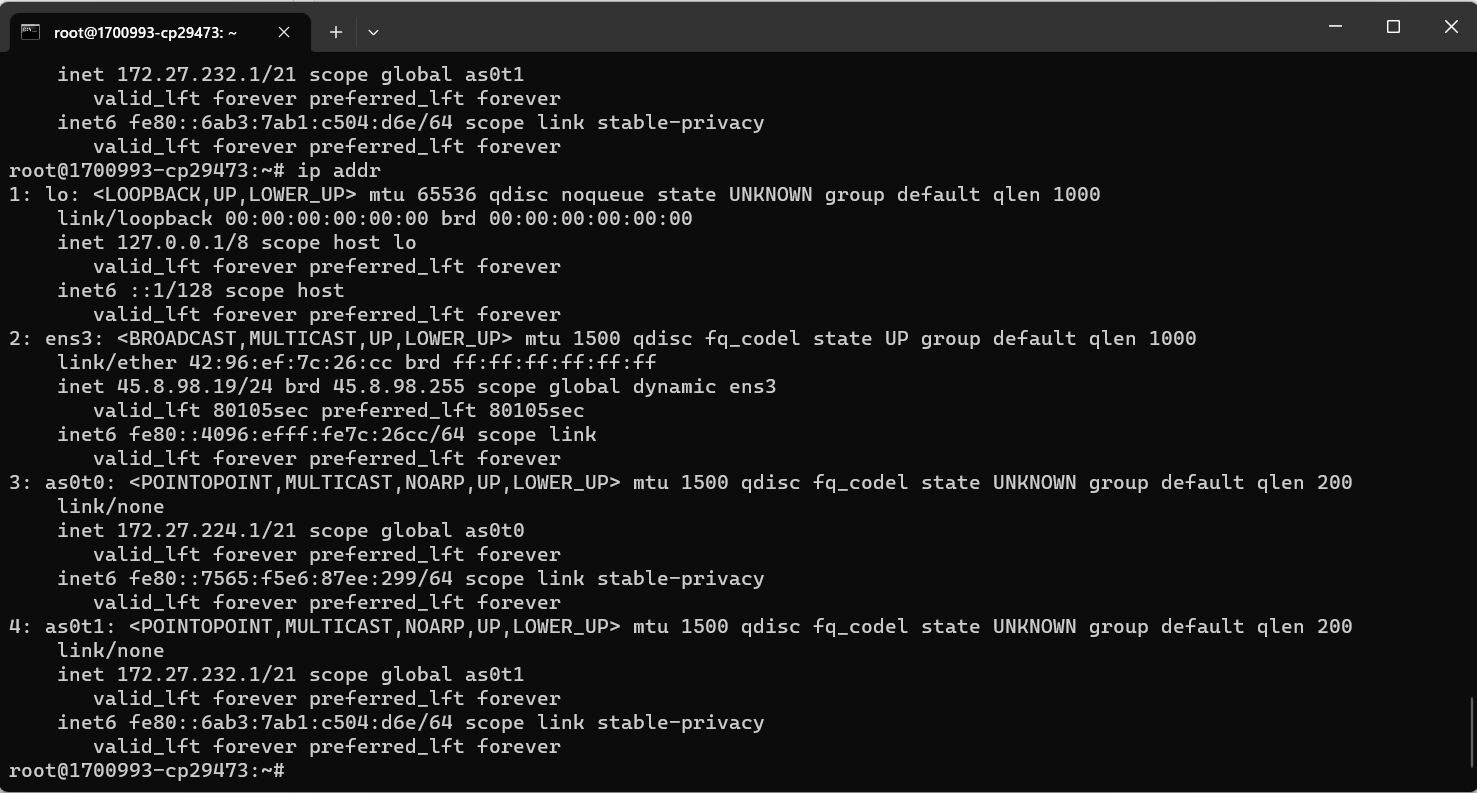 root@1700993-cp29473: ~
inet 172.27.232.1/21 scope global as0t1
valid_lft forever preferred_lft forever
inet6 fe80::6ab3:7ab1:c504:d6e/64 scope link stable-privacy
valid_lft forever preferred_lft forever
root@1700993-cp29473:~# ip addr
1: lo: <LOOPBACK,UP,LOWER_UP> mtu 65536 qdisc noqueue state UNKNOWN group default qlen 1000
link/loopback 00:00:00:00:00:00 brd 00:00:00:00:00:00
inet 127.0.0.1/8 scope host lo
valid_lft forever preferred_lft forever
inet6 ::1/128 scope host
valid_lft forever preferred_lft forever
2: ens3: <BROADCAST,MULTICAST,UP,LOWER_UP> mtu 1500 qdisc fq_codel state UP group default qlen 1000
link/ether 42:96:ef:7c:26:cc brd ff:ff:ff:ff:ff:ff
inet 45.8.98.19/24 brd 45.8.98.255 scope global dynamic ens3
valid_lft 80105sec preferred_lft 80105sec
inet6 fe80::4096:efff:fe7c:26cc/64 scope link
valid_lft forever preferred_lft forever
3: as0t0: <POINTOPOINT,MULTICAST,NOARP,UP,LOWER_UP> mtu 1500 qdisc fq_codel state UNKNOWN group default qlen 200
link/none
inet 172.27.224.1/21 scope global as0t0
valid_lft forever preferred_lft forever
inet6 fe80::7565:f5e6:87ee:299/64 scope link stable-privacy
valid_lft forever preferred_lft forever
4: as0t1: <POINTOPOINT,MULTICAST,NOARP,UP,LOWER_UP> mtu 1500 qdisc fq_codel state UNKNOWN group default qlen 200
link/none
inet 172.27.232.1/21 scope global as0t1
valid_lft forever preferred_lft forever
inet6 fe80::6ab3:7ab1:c504:d6e/64 scope link stable-privacy
valid_lft forever preferred_lft forever
root@1700993-cp29473:~#